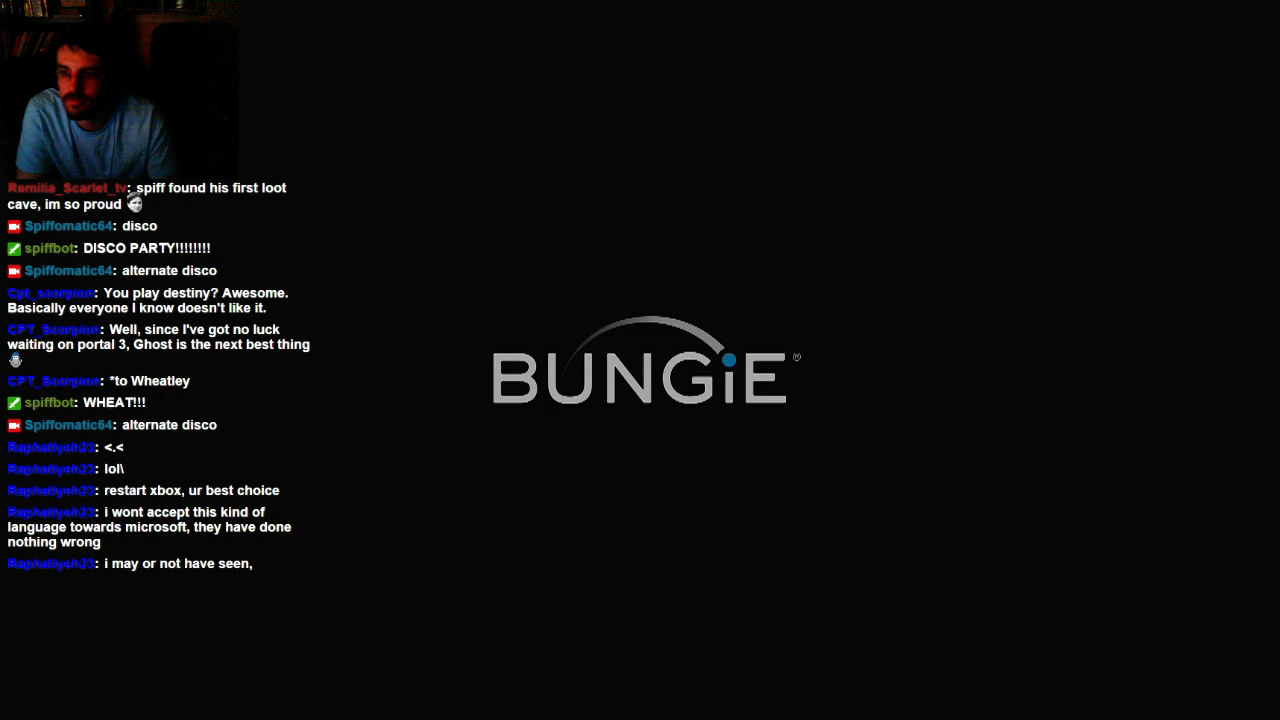 Remilia_Scarlet_tv: spiff found his first loot
cave, im so proud
Spiffomatic64: disco
spiffbot: DISCO PARTY!!!!!!!!
Spiffomatic64: alternate disco
Cpt_scorpion: You play destiny? Awesome.
Basically everyone I know doesn't like it.
CPT_Scorpion: Well, since I've got no luck
waiting on portal 3, Ghost is the next best thing
CPT_Scorpion: *to Wheatley
spiffbot: WHEAT!!!
Spiffomatic64: alternate disco
: <.<
: lol\
: restart xbox, ur best choice
: i wont accept this kind of
language towards microsoft, they have done
nothing wrong
: i may or not have seen,
BUNGiE®